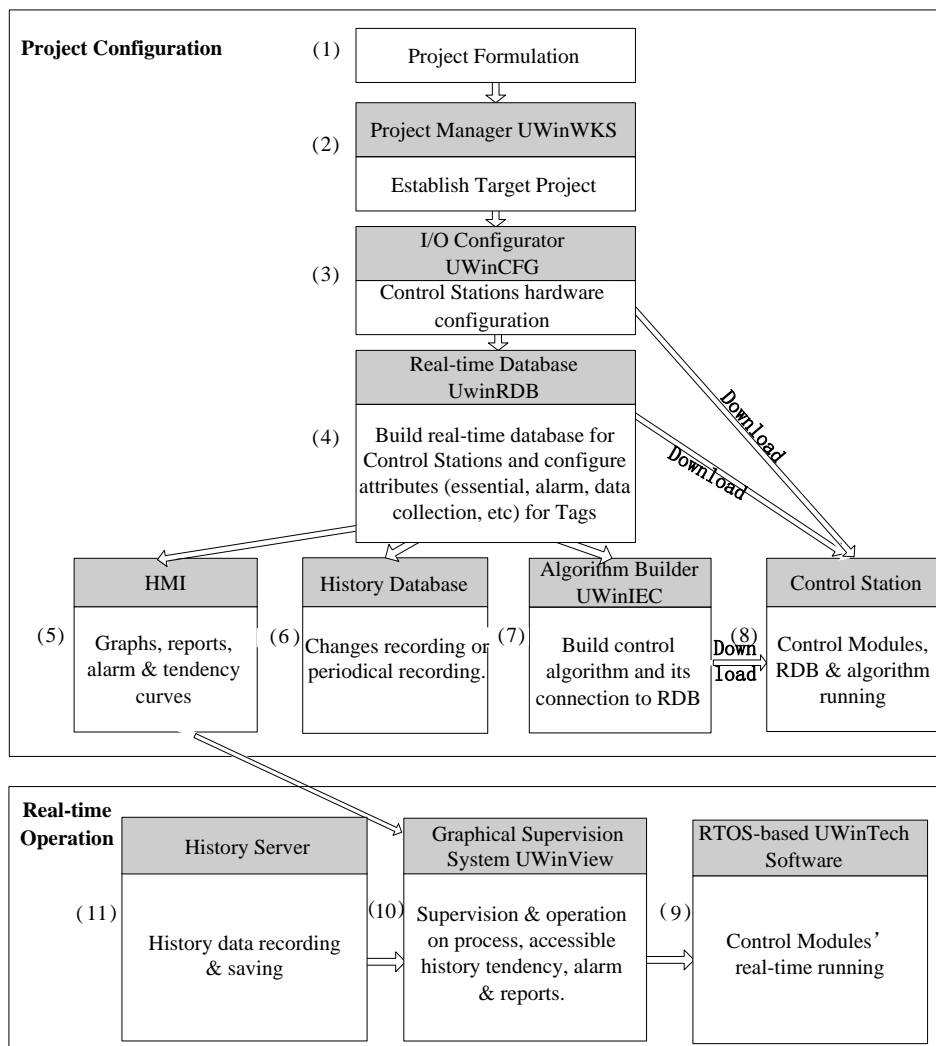 Project Configuration
(1)
Project Formulation
(2)
Project Manager UWinWKS
Establish Target Project
(3)
I/O Configurator
UWinCFG
Control Stations hardware
configuration
Download
(4)
Real-time Database
UwinRDB
Build real-time database for
Control Stations and configure
attributes (essential, alarm, data
collection, etc) for Tags
Download
(5)
HMI
Graphs, reports,
alarm & tendency
curves
(6)
History Database
Changes recording or
periodical recording.
(7)
Algorithm Builder
UWinIEC
Build control
algorithm and its
connection to RDB
Down
load
(8)
Control Station
Control Modules,
RDB & algorithm
running
Real-time
Operation
(11)
History Server
History data recording
& saving
(10)
Graphical Supervision
System UWinView
Supervision & operation
on process, accessible
history tendency, alarm
& reports.
(9)
RTOS-based UWinTech
Software
Control Modules’
real-time running